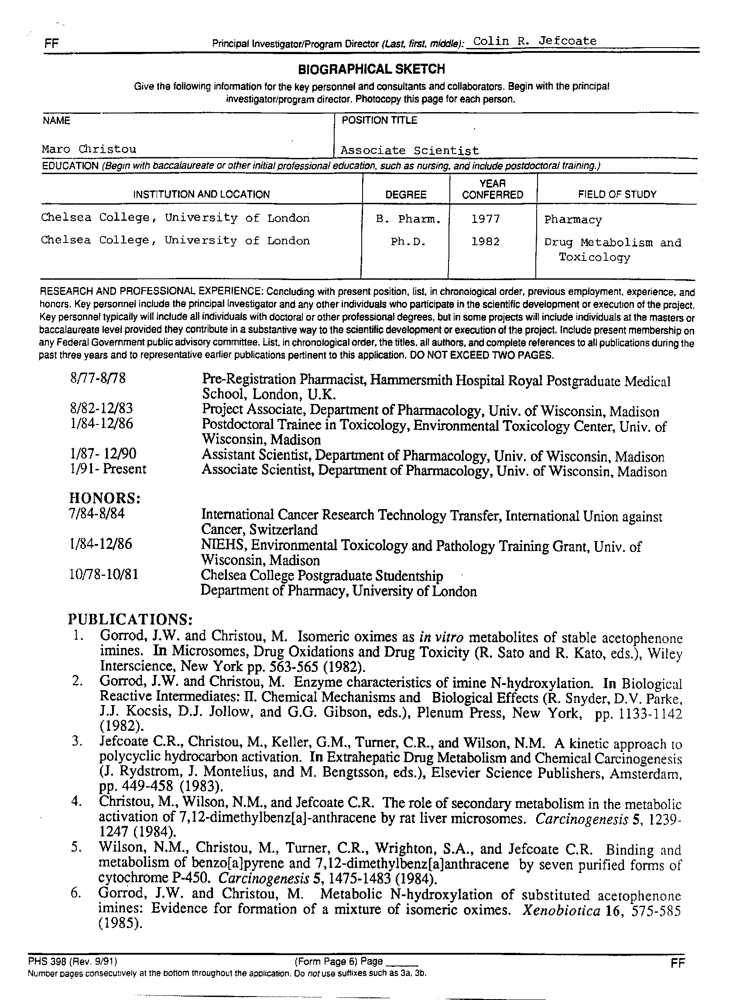 FF
Principal Investigator/Program Director (Last, first, middle): Colin R. Jefcoate
BIOGRAPHICAL SKETCH
Give the following information for the key personnel and consultants and collaborators. Begin with the principal
investigator/program director. Photocopy this page for each person.
NAME
POSITION TITLE
Maro Christou
Associate Scientist
EDUCATION (Begin with baccalaureate or other initial professional education, such as nursing, and include postdoctoral training.)
INSTITUTION AND LOCATION
DEGREE
YEAR
CONFERRED
FIELD OF STUDY
Chelsea College, University of London B. Pharm. 1977 Pharmacy
Chelsea College, University of London Ph.D. 1982 Drug Metabolism and
Toxicology
RESEARCH AND PROFESSIONAL EXPERIENCE: Concluding with present position, list, in chronological order, previous employment, experience, and
honors. Key personnel include the principal investigator and any other individuals who participate in the scientific development or execution of the project.
Key personnel typically will include all individuals with doctoral or other professional degrees, but in some projects will include individuals at the masters or
baccalaureate level provided they contribute in a substantive way to the scientific development or execution of the project. Include present membership on
any Federal Government public advisory committee. List, in chronological order, the titles, all authors, and complete references to all publications during the
past three years and to representative earlier publications pertinent to this application. DO NOT EXCEED TWO PAGES.
8/77-8/78 Pre-Registration Pharmacist, Hammersmith Hospital Royal Postgraduate Medical
School, London, U.K.
8/82-12/83 Project Associate, Department of Pharmacology, Univ. of Wisconsin, Madison
1/84-12/86 Postdoctoral Trainee in Toxicology, Environmental Toxicology Center, Univ. of
Wisconsin, Madison
1/87- 12/90 Assistant Scientist, Department of Pharmacology, Univ. of Wisconsin, Madison
1/91- Present Associate Scientist, Department of Pharmacology, Univ. of Wisconsin, Madison
HONORS:
7/84-8/84 International Cancer Research Technology Transfer, International Union against
Cancer, Switzerland
1/84-12/86 NIEHS, Environmental Toxicology and Pathology Training Grant, Univ. of
Wisconsin, Madison
10/78-10/81 Chelsea College Postgraduate Studentship
Department of Pharmacy, University of London
PUBLICATIONS:
1. Gorrod, J.W. and Christou, M. Isomeric oximes as in vitro metabolites of stable acetophenone
imines. In Microsomes, Drug Oxidations and Drug Toxicity (R. Sato and R. Kato, eds.), Wiley
Interscience, New York pp. 563-565 (1982).
2. Gorrod, J.W. and Christou, M. Enzyme characteristics of imine N-hydroxylation. In Biological
Reactive Intermediates: II. Chemical Mechanisms and Biological Effects (R. Snyder, D.V. Parke,
J.J. Kocsis, D.J. Jollow, and G.G. Gibson, eds.), Plenum Press, New York, pp. 1133-1142
(1982).
3. Jefcoate C.R., Christou, M., Keller, G.M., Turner, C.R., and Wilson, N.M. A kinetic approach to
polycyclic hydrocarbon activation. In Extrahepatic Drug Metabolism and Chemical Carcinogenesis
(J. Rydstrom, J. Montelius, and M. Bengtsson, eds.), Elsevier Science Publishers, Amsterdam,
pp. 449-458 (1983).
4. Christou, M., Wilson, N.M., and Jefcoate C.R. The role of secondary metabolism in the metabolic
activation of 7,12-dimethylbenz[a]-anthracene by rat liver microsomes. Carcinogenesis 5, 1239-
1247 (1984).
5. Wilson, N.M., Christou, M., Turner, C.R., Wrighton, S.A., and Jefcoate C.R. Binding and
metabolism of benzo[a]pyrene and 7,12-dimethylbenz[a]anthracene by seven purified forms of
cytochrome P-450. Carcinogenesis 5, 1475-1483 (1984).
6. Gorrod, J.W. and Christou, M. Metabolic N-hydroxylation of substituted acetophenone
imines: Evidence for formation of a mixture of isomeric oximes. Xenobiotica 16, 575-585
(1985).
PHS 398 (Rev. 9/91) (Form Page 6) Page ______ FF
Number pages consecutively at the bottom throughout the application. Do not use suffixes such as 3a, 3b.